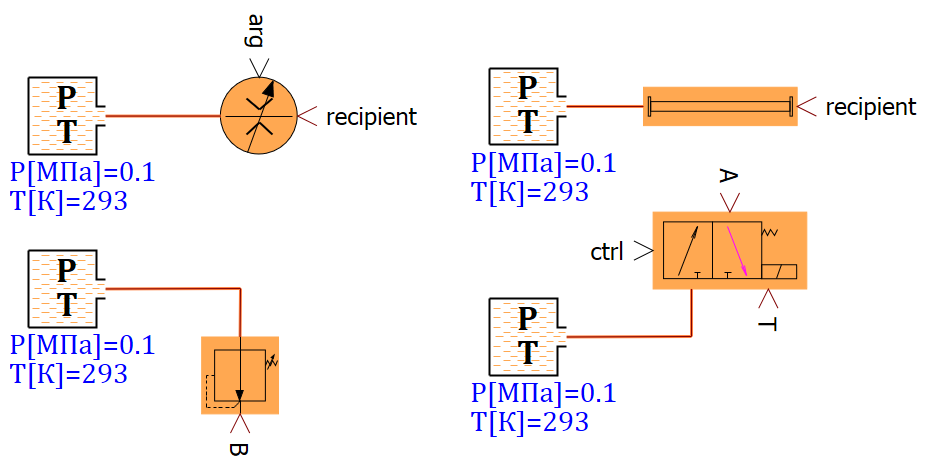 arg
P
T
recipient
Р[МПа]=0.1
Т[К]=293
P
T
recipient
Р[МПа]=0.1
Т[К]=293
P
T
Р[МПа]=0.1
Т[К]=293
B
A
ctrl
T
P
T
Р[МПа]=0.1
Т[К]=293